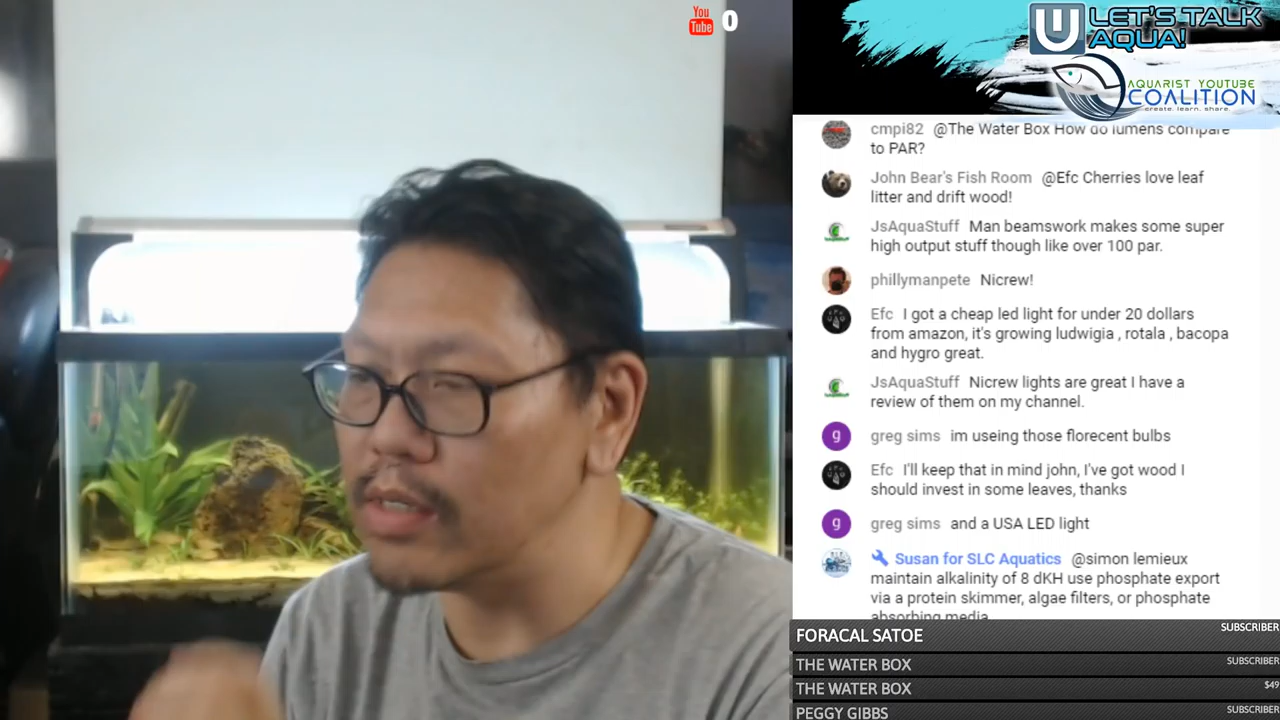 You
Tube
0
LET'S TALK
AQUA!
AQUARIST YOUTUBE
COALITION
create. learn. share.
cmpi82 @The Water Box How do lumens compare
to PAR?
John Bear's Fish Room @Efc Cherries love leaf
litter and drift wood!
JsAquaStuff Man beamswork makes some super
high output stuff though like over 100 par.
phillymanpete Nicrew!
Efc I got a cheap led light for under 20 dollars
from amazon, it's growing ludwigia , rotala , bacopa
and hygro great.
JsAquaStuff Nicrew lights are great I have a
review of them on my channel.
g greg sims im useing those florecent bulbs
Efc I'll keep that in mind john, I've got wood I
should invest in some leaves, thanks
g greg sims and a USA LED light
Susan for SLC Aquatics @simon lemieux
maintain alkalinity of 8 dKH use phosphate export
via a protein skimmer, algae filters, or phosphate
absorbing media
FORACAL SATOE SUBSCRIBER
THE WATER BOX SUBSCRIBER
THE WATER BOX $49
PEGGY GIBBS SUBSCRIBER